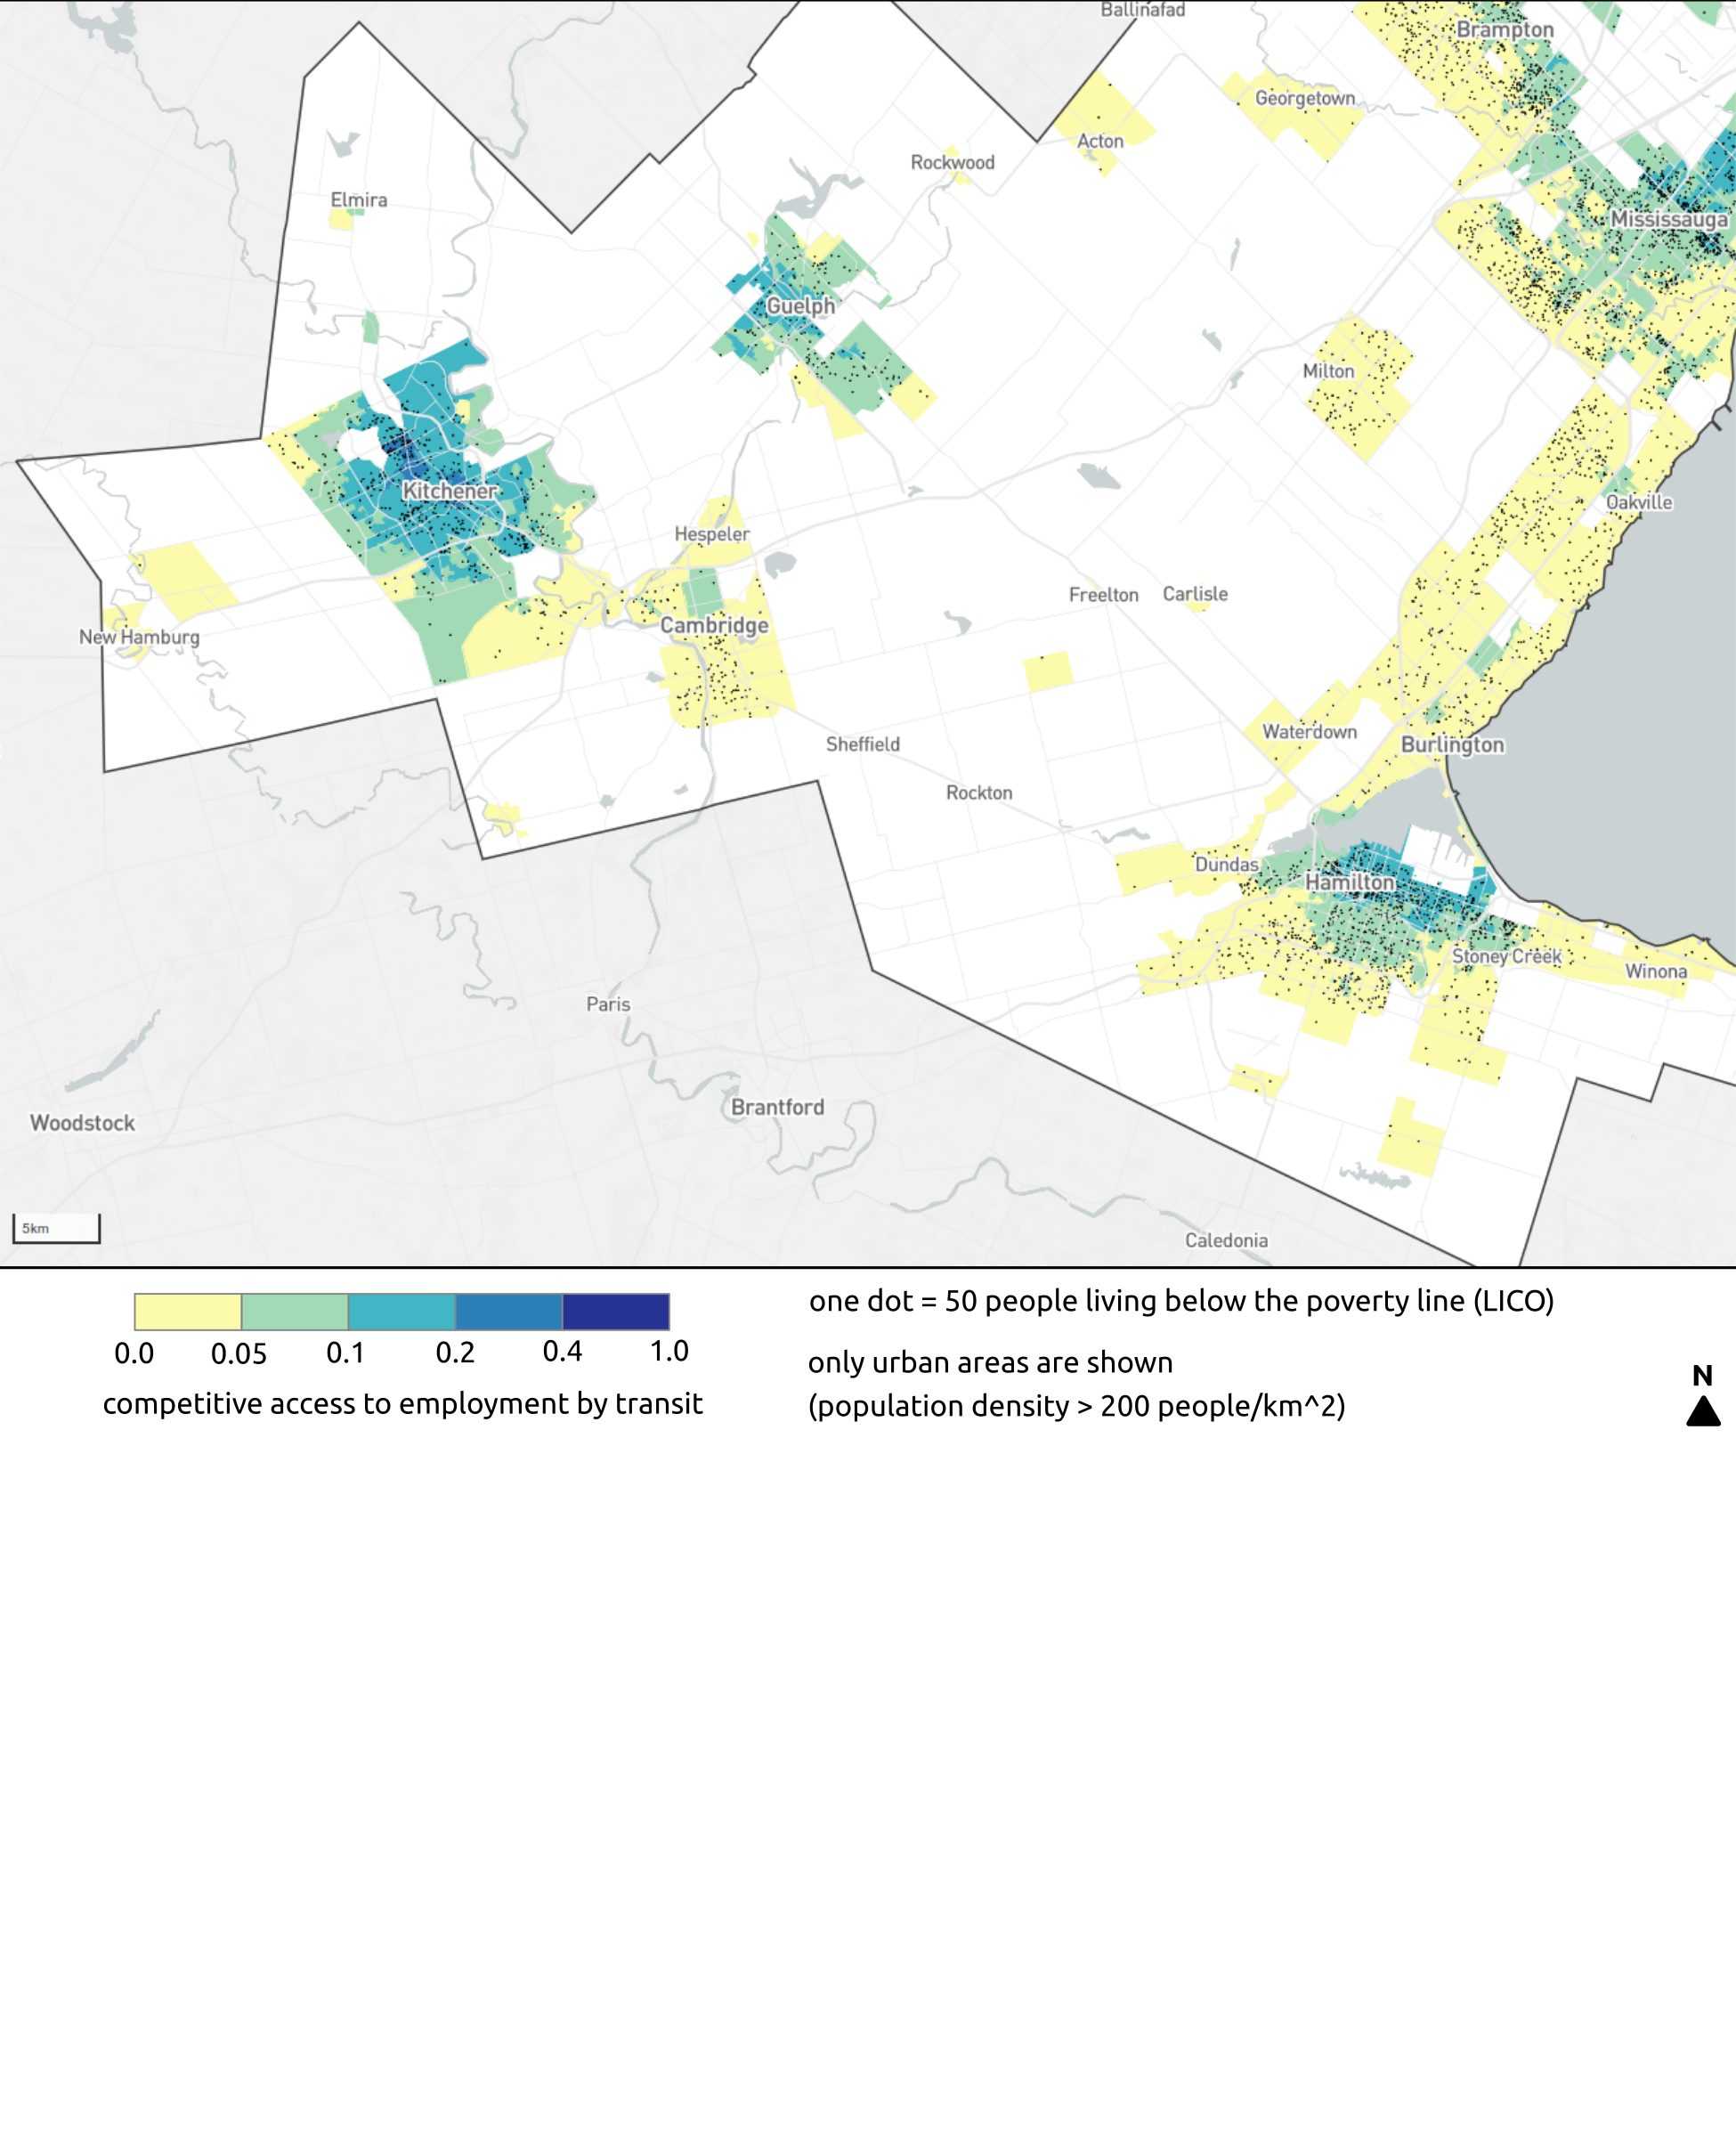 Ballinafad
Brampton
Georgetown
Acton
Rockwood
Elmira
Mississauga
Guelph
Milton
Kitchener
Oakville
Hespeler
Freelton
Carlisle
Cambridge
New Hamburg
Waterdown
Sheffield
Burlington
Rockton
Dundas
Hamilton
Stoney Creek
Winona
Paris
Brantford
Woodstock
Caledonia
5km
0.0 0.05 0.1 0.2 0.4 1.0
competitive access to employment by transit
one dot = 50 people living below the poverty line (LICO)
only urban areas are shown
(population density > 200 people/km^2)
N